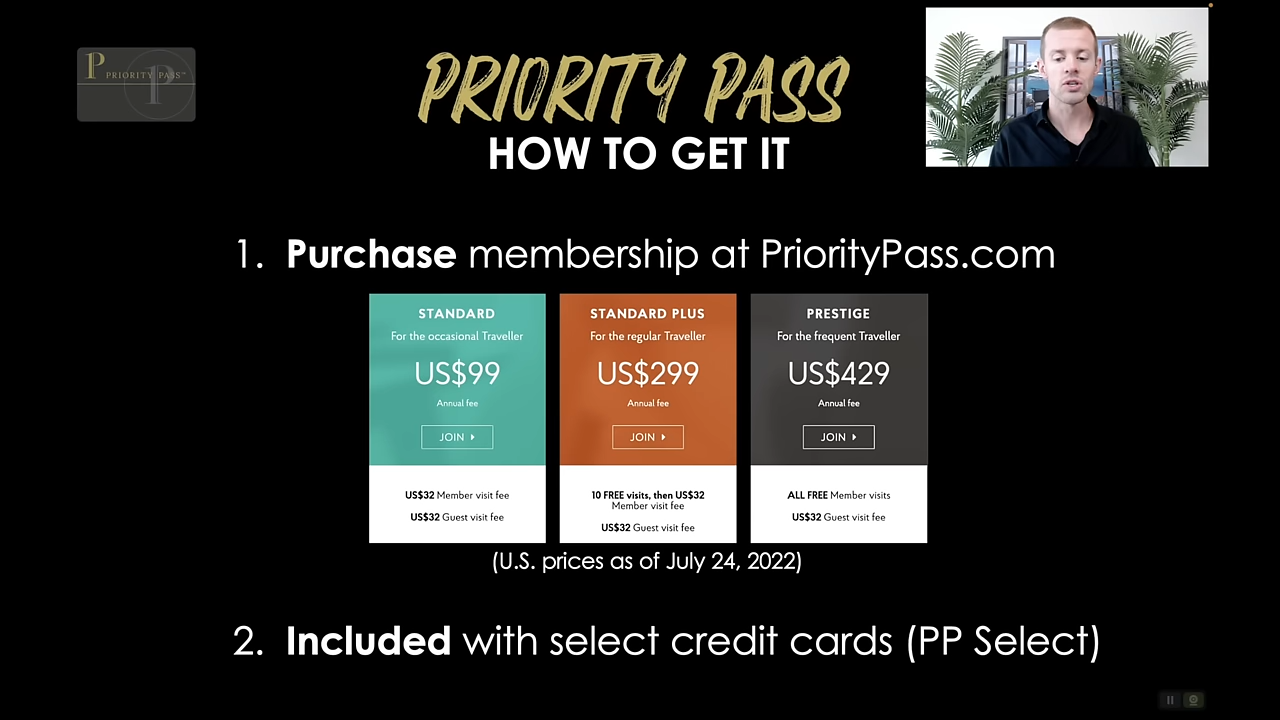 PRIORITY PASS™
PRIORITY PASS
HOW TO GET IT
1. Purchase membership at PriorityPass.com
STANDARD
For the occasional Traveller
US$99
Annual fee
JOIN
US$32 Member visit fee
US$32 Guest visit fee
STANDARD PLUS
For the regular Traveller
US$299
Annual fee
JOIN
10 FREE visits, then US$32
Member visit fee
US$32 Guest visit fee
PRESTIGE
For the frequent Traveller
US$429
Annual fee
JOIN
ALL FREE Member visits
US$32 Guest visit fee
(U.S. prices as of July 24, 2022)
2. Included with select credit cards (PP Select)